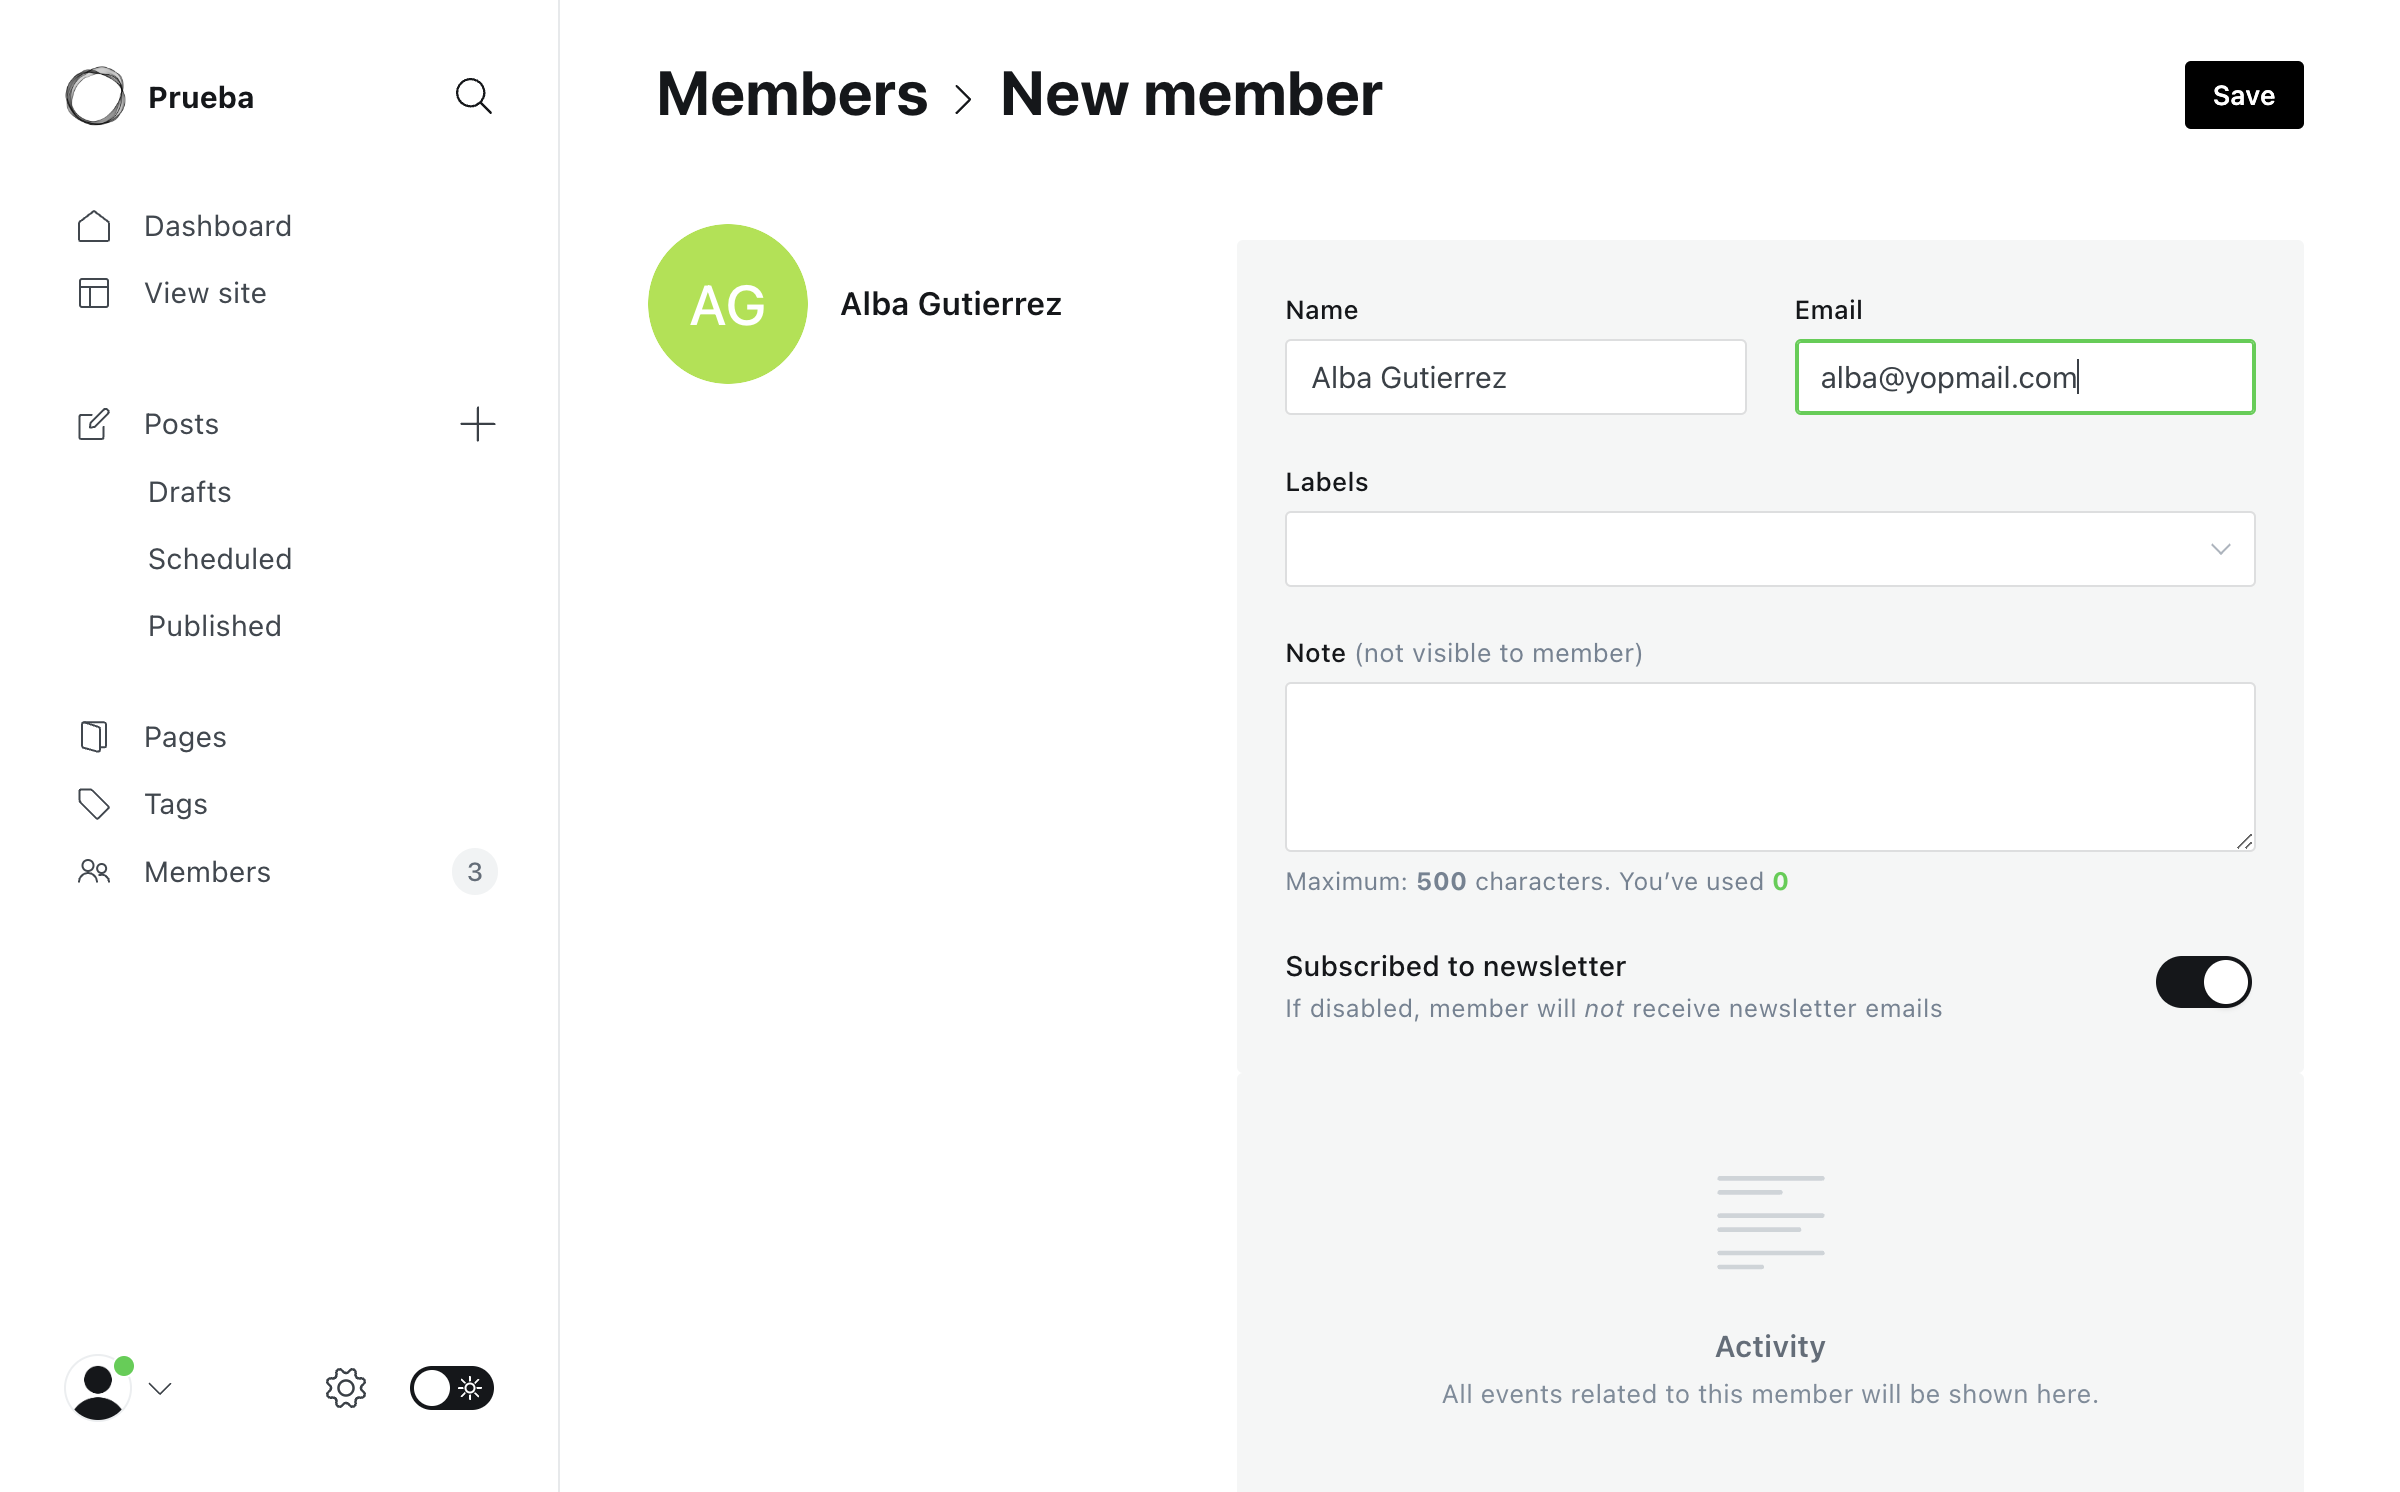 Prueba
Dashboard
View site
Posts
Drafts
Scheduled
Published
Pages
Tags
Members 3
Members > New member
Save
AG
Alba Gutierrez
Name Email
Alba Gutierrez alba@yopmail.com
Labels
Note (not visible to member)
Maximum: 500 characters. You’ve used 0
Subscribed to newsletter
If disabled, member will not receive newsletter emails
Activity
All events related to this member will be shown here.